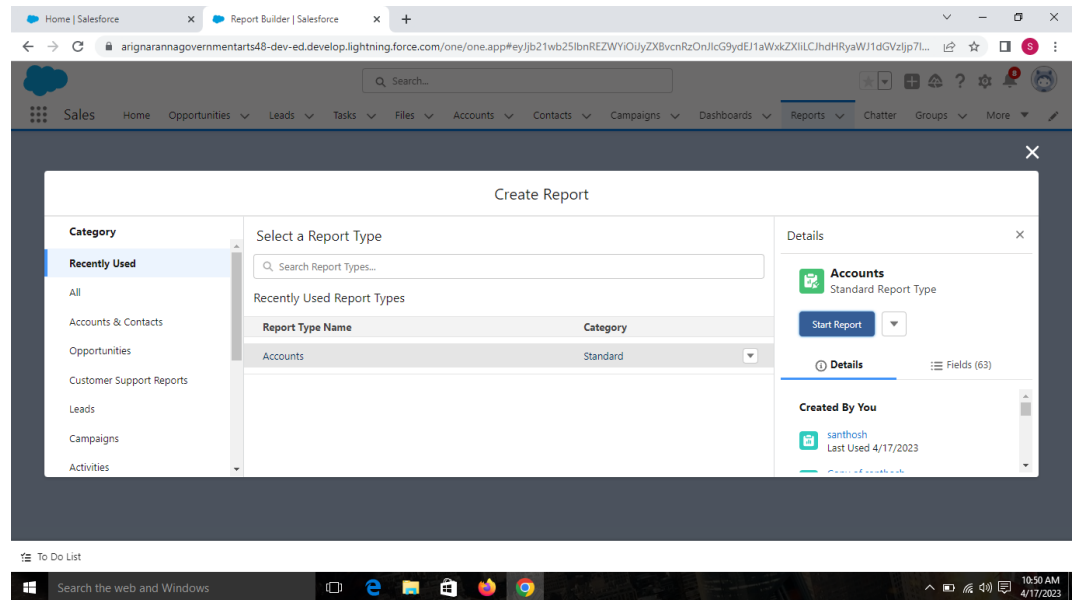 Home | Salesforce
Report Builder | Salesforce
arignarannagovernmentarts48-dev-ed.develop.lightning.force.com/one/one.app#
Search...
8
S
Sales Home Opportunities Leads Tasks Files Accounts Contacts Campaigns Dashboards Reports Chatter Groups More
Create Report
Category
Recently Used
All
Accounts & Contacts
Opportunities
Customer Support Reports
Leads
Campaigns
Activities
Select a Report Type
Search Report Types...
Recently Used Report Types
Report Type Name Category
Accounts Standard
Details
Accounts
Standard Report Type
Start Report
Details Fields (63)
Created By You
santhosh
Last Used 4/17/2023
To Do List
Search the web and Windows
10:50 AM
4/17/2023